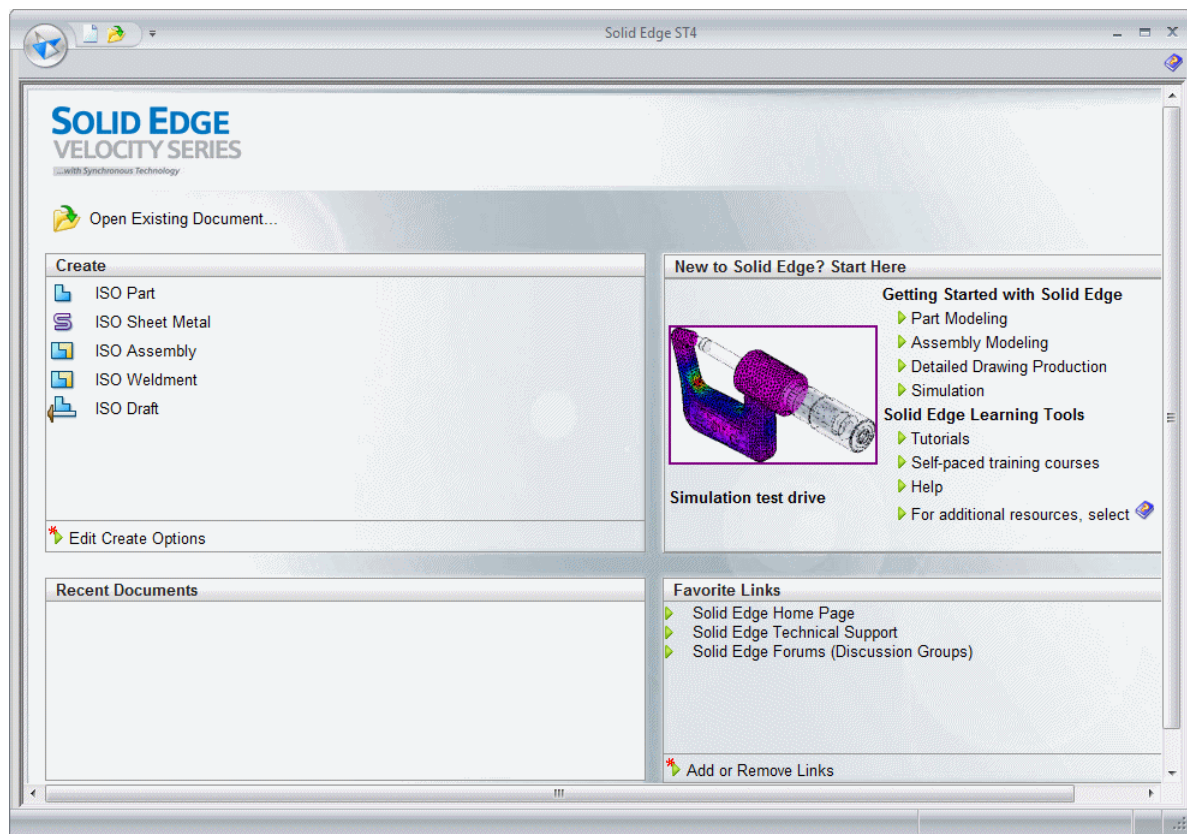 Solid Edge ST4
SOLID EDGE
VELOCITY SERIES
...with Synchronous Technology
Open Existing Document...
Create
ISO Part
ISO Sheet Metal
ISO Assembly
ISO Weldment
ISO Draft
Edit Create Options
New to Solid Edge? Start Here
Getting Started with Solid Edge
Part Modeling
Assembly Modeling
Detailed Drawing Production
Simulation
Solid Edge Learning Tools
Tutorials
Self-paced training courses
Help
For additional resources, select
Simulation test drive
Recent Documents
Favorite Links
Solid Edge Home Page
Solid Edge Technical Support
Solid Edge Forums (Discussion Groups)
Add or Remove Links